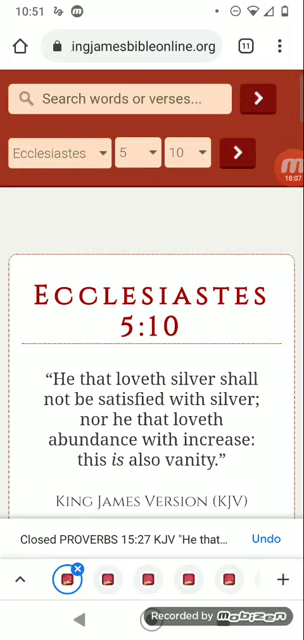 10:51
ingjamesbibleonline.org
11
Search words or verses...
Ecclesiastes
5
10
18:07
ECCLESIASTES
5:10
“He that loveth silver shall
not be satisfied with silver;
nor he that loveth
abundance with increase:
this is also vanity.”
KING JAMES VERSION (KJV)
Closed PROVERBS 15:27 KJV "He that...
Undo
Recorded by mobizen